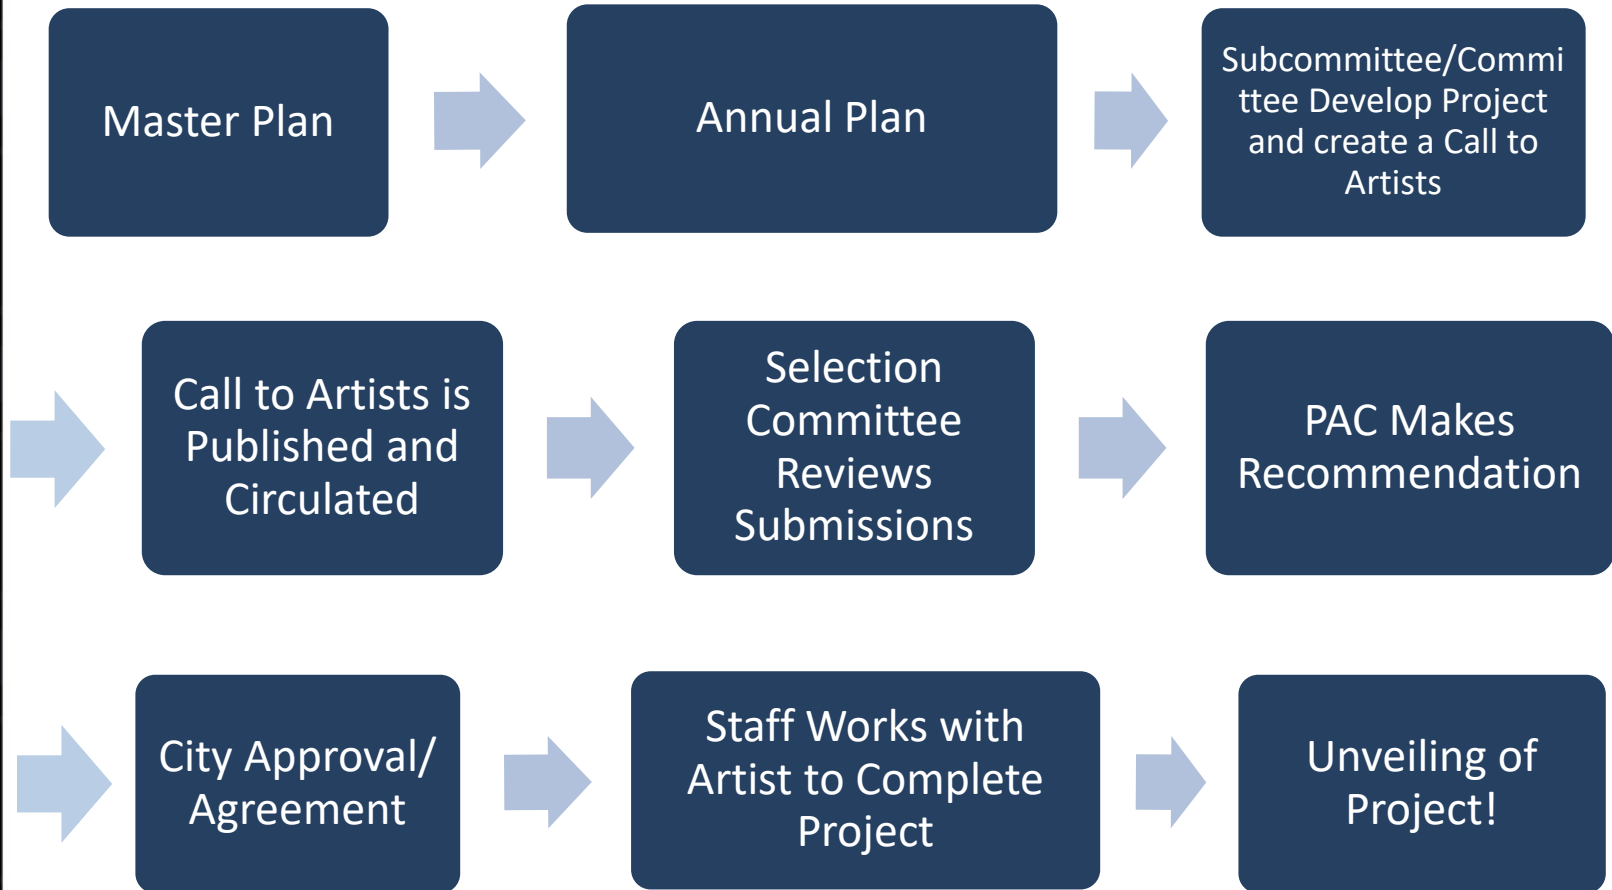 Master Plan
Annual Plan
Subcommittee/Commi
ttee Develop Project
and create a Call to
Artists
Call to Artists is
Published and
Circulated
Selection
Committee
Reviews
Submissions
PAC Makes
Recommendation
City Approval/
Agreement
Staff Works with
Artist to Complete
Project
Unveiling of
Project!